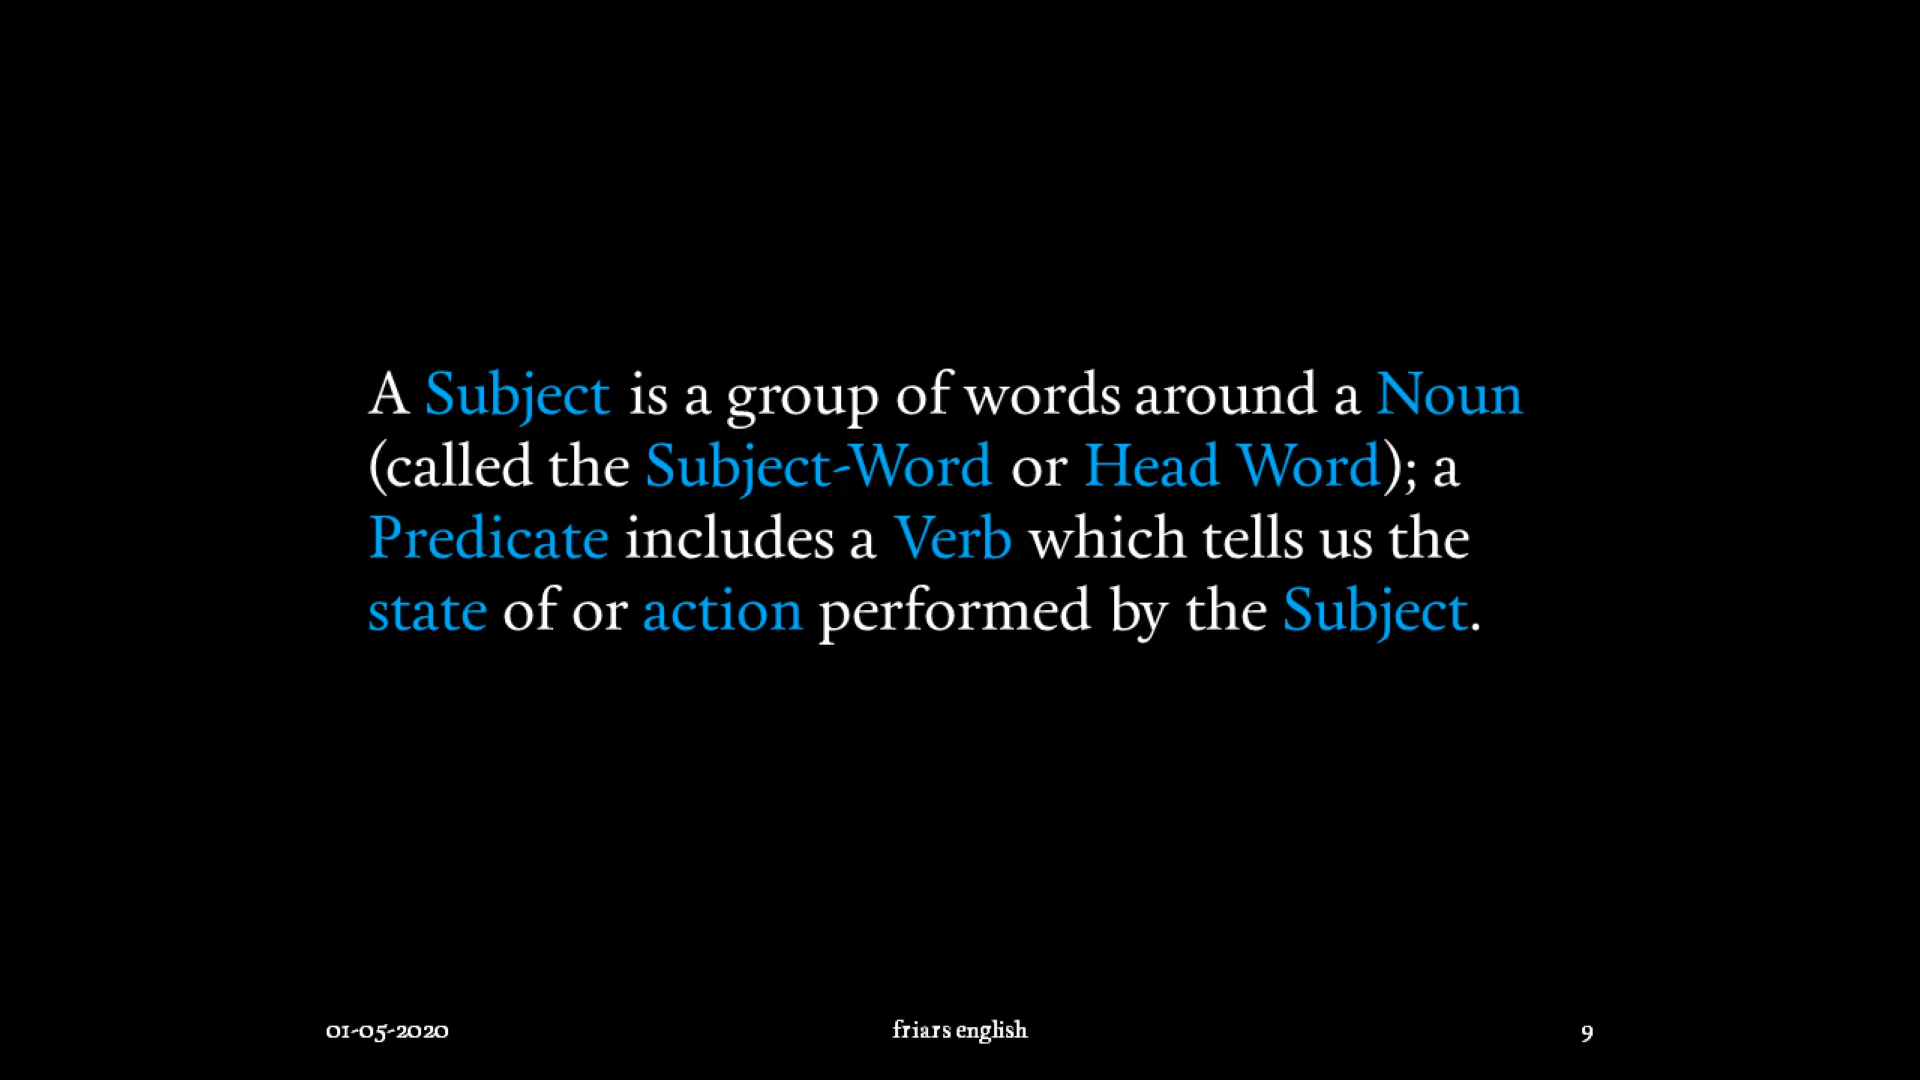 A Subject is a group of words around a Noun
(called the Subject-Word or Head Word); a
Predicate includes a Verb which tells us the
state of or action performed by the Subject.
01-05-2020
friars english
9